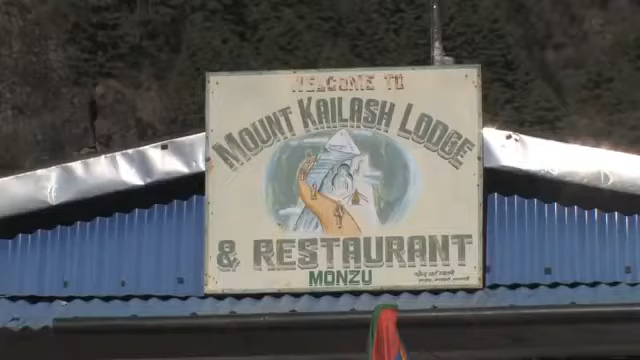 WELCOME TO
MOUNT KAILASH LODGE
& RESTAURANT
MONZU